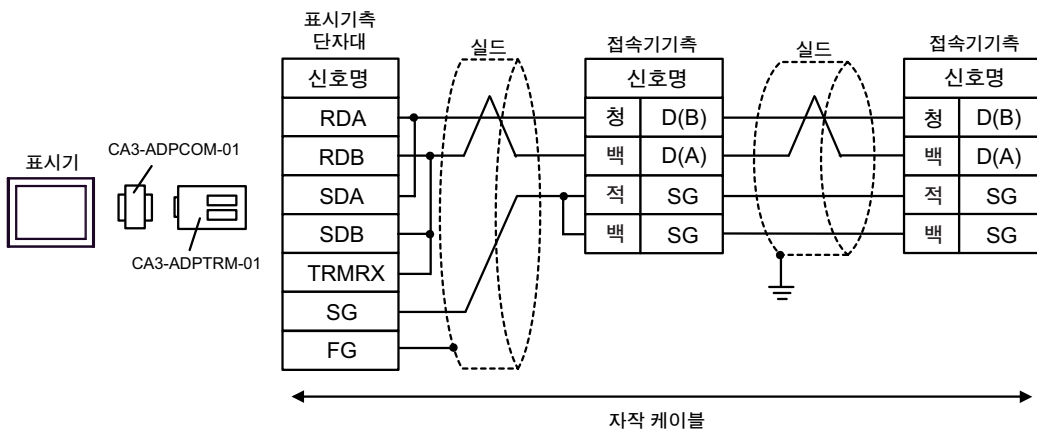 표시기
CA3-ADPCOM-01
CA3-ADPTRM-01
표시기측
단자대
신호명
RDA
RDB
SDA
SDB
TRMRX
SG
FG
실드
접속기기측
신호명
청 D(B)
백 D(A)
적 SG
백 SG
실드
접속기기측
신호명
청 D(B)
백 D(A)
적 SG
백 SG
자작 케이블